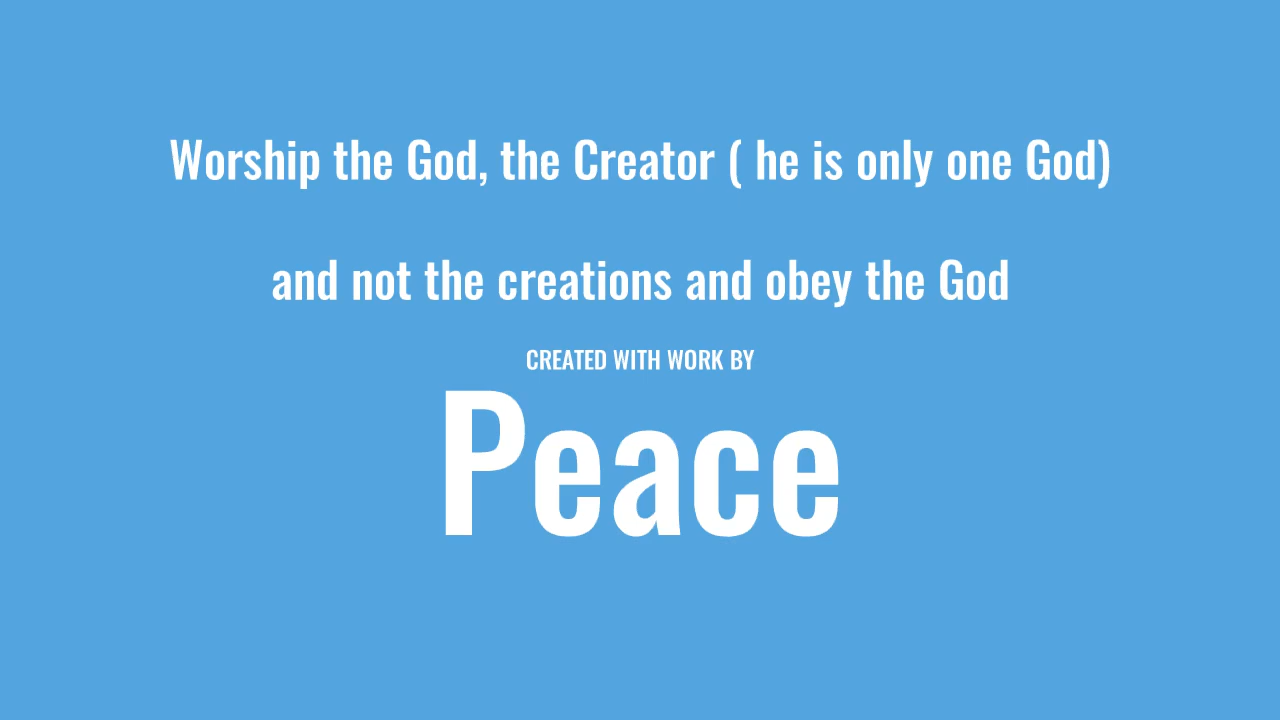 Worship the God, the Creator ( he is only one God)
and not the creations and obey the God
CREATED WITH WORK BY
Peace